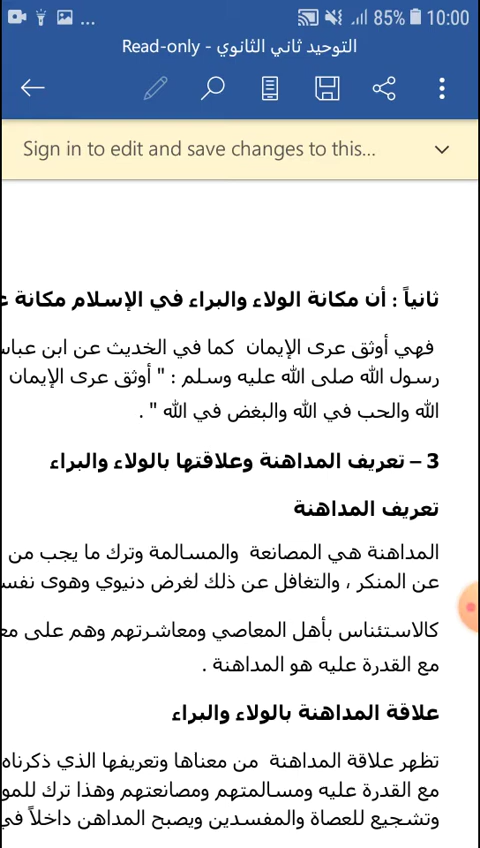 ... 85% 10:00
التوحيد ثاني الثانوي - Read-only
Sign in to edit and save changes to this...
ثانياً : أن مكانة الولاء والبراء في الإسلام مكانة
فهي أوثق عرى الإيمان كما في الخديث عن ابن
رسول الله صلى الله عليه وسلم : " أوثق عرى الإيمان
الله والحب في الله والبغض في الله " .
3 – تعريف المداهنة وعلاقتها بالولاء والبراء
تعريف المداهنة
المداهنة هي المصانعة والمسالمة وترك ما يجب من
عن المنكر ، والتغافل عن ذلك لغرض دنيوي وهوى
كالاستئناس بأهل المعاصي ومعاشرتهم وهم على
مع القدرة عليه هو المداهنة .
علاقة المداهنة بالولاء والبراء
تظهر علاقة المداهنة من معناها وتعريفها الذي ذكرناه
مع القدرة عليه ومسالمتهم ومصانعتهم وهذا ترك
وتشجيع للعصاة والمفسدين ويصبح المداهن داخلاً في